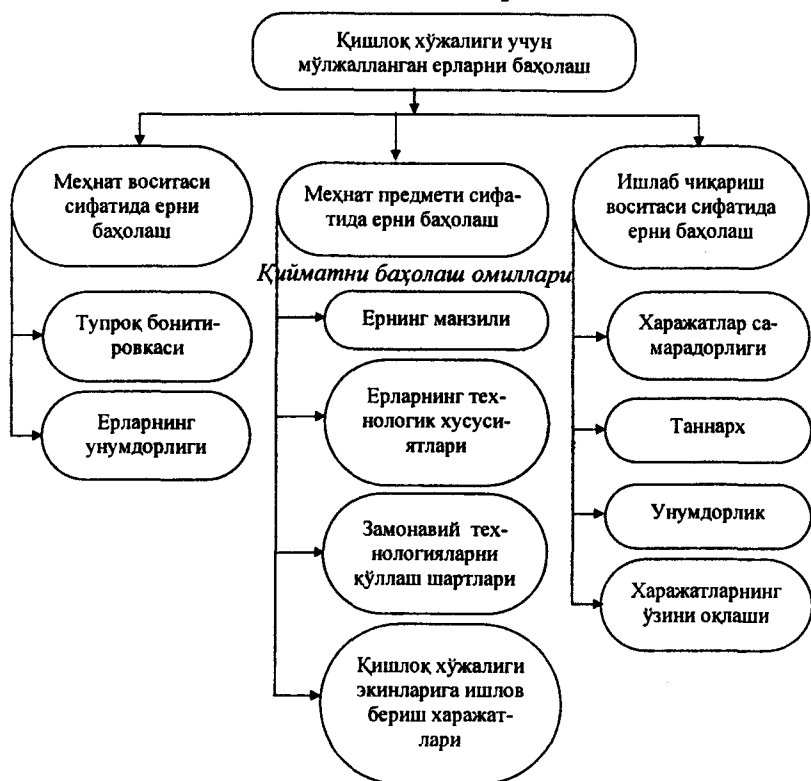 Қишлоқ хўжалиги учун
мўлжалланган ерларни баҳолаш
Меҳнат воситаси
сифатида ерни
баҳолаш
Меҳнат предмети сифа-
тида ерни баҳолаш
Ишлаб чиқариш
воситаси сифатида
ерни баҳолаш
Қийматни баҳолаш омиллари
Тупроқ бонити-
ровкаси
Ерларнинг
унумдорлиги
Ернинг манзили
Ерларнинг тех-
нологик хусуси-
ятлари
Замонавий тех-
нологияларни
қўллаш шартлари
Қишлоқ хўжалиги
экинларига ишлов
бериш харажат-
лари
Харажатлар са-
марадорлиги
Таннарх
Унумдорлик
Харажатларнинг
ўзини оқлаши